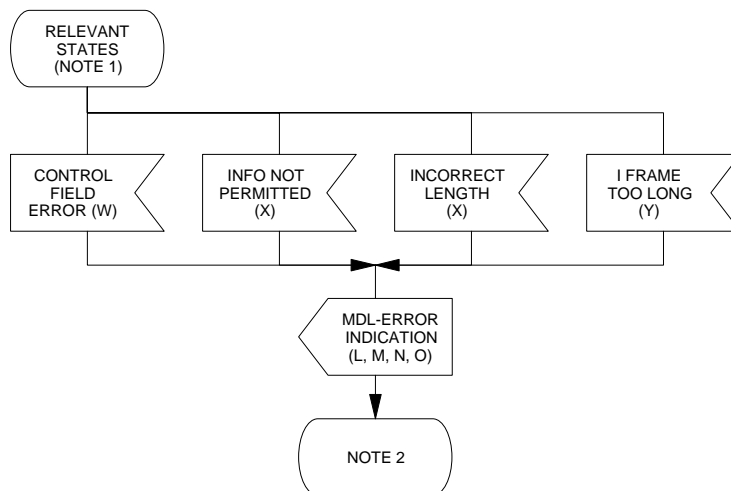 RELEVANT
STATES
(NOTE 1)
CONTROL
FIELD
ERROR (W)
INFO NOT
PERMITTED
(X)
INCORRECT
LENGTH
(X)
I FRAME
TOO LONG
(Y)
MDL-ERROR
INDICATION
(L, M, N, O)
NOTE 2